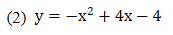 (2) y = −x² + 4x − 4